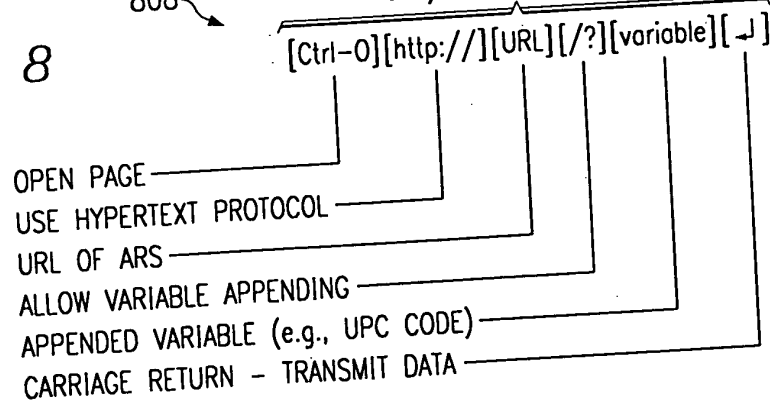 8
[Ctrl-O][http://][URL][/?][variable][↵]
OPEN PAGE
USE HYPERTEXT PROTOCOL
URL OF ARS
ALLOW VARIABLE APPENDING
APPENDED VARIABLE (e.g., UPC CODE)
CARRIAGE RETURN – TRANSMIT DATA